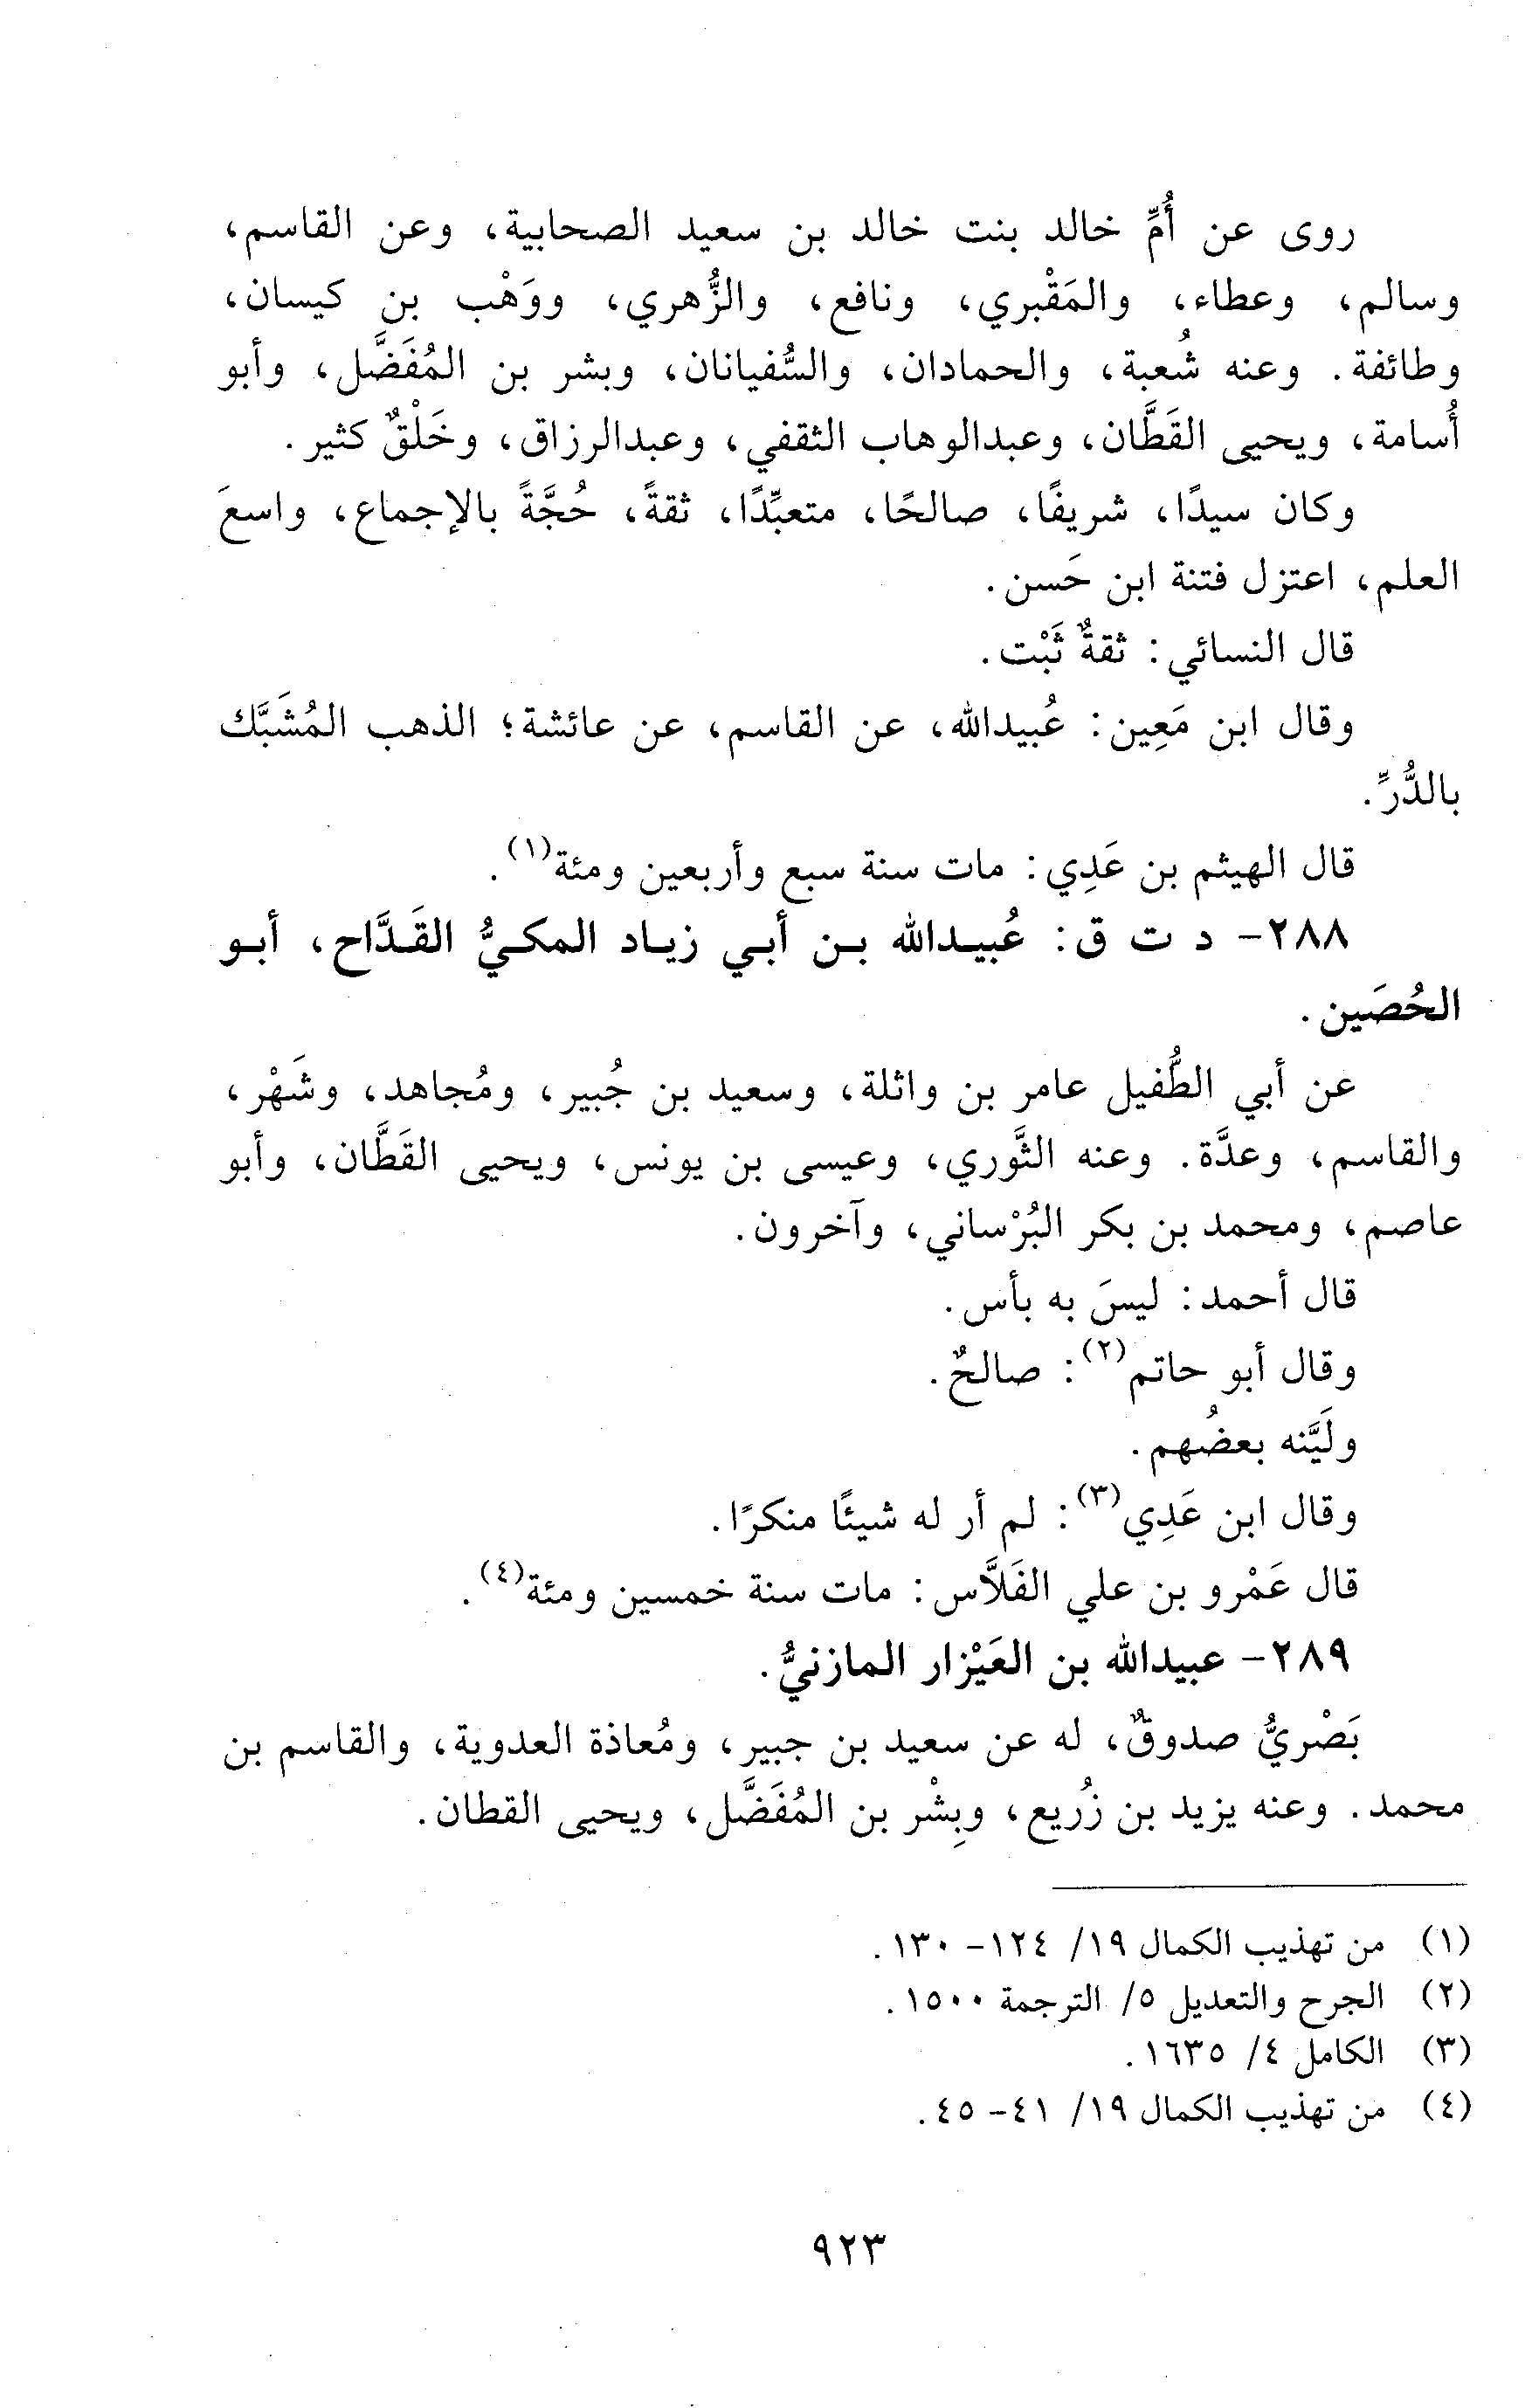 روى عن أُمِّ خالد بنت خالد بن سعيد الصحابية، وعن القاسم،
وسالم، وعطاء، والمَقْبري، ونافع، والزُّهري، ووَهْب بن كيسان،
وطائفة. وعنه شُعبة، والحمادان، والسُّفيانان، وبشر بن المُفَضَّل، وأبو
أُسامة، ويحيى القَطَّان، وعبدالوهاب الثقفي، وعبدالرزاق، وخَلْقٌ كثير.
وكان سيدًا، شريفًا، صالحًا، متعبِّدًا، ثقةً، حُجَّةً بالإجماع، واسعَ
العلم، اعتزل فتنة ابن حَسن.
قال النسائي: ثقةٌ ثَبْت.
وقال ابن مَعِين: عُبيدالله، عن القاسم، عن عائشة؛ الذهب المُشَبَّك
بالدُّرِّ.
قال الهيثم بن عَدِي: مات سنة سبع وأربعين ومئة(١).
٢٨٨- د ت ق: عُبيدالله بن أبي زياد المكيُّ القَدَّاح، أبو
الحُصَين.
عن أبي الطُّفيل عامر بن واثلة، وسعيد بن جُبير، ومُجاهد، وشَهْر،
والقاسم، وعدَّة. وعنه الثَّوري، وعيسى بن يونس، ويحيى القَطَّان، وأبو
عاصم، ومحمد بن بكر البُرْساني، وآخرون.
قال أحمد: ليسَ به بأس.
وقال أبو حاتم(٢): صالحٌ.
ولَيَّنه بعضُهم.
وقال ابن عَدِي(٣): لم أر له شيئًا منكرًا.
قال عَمْرو بن علي الفَلَّاس: مات سنة خمسين ومئة(٤).
٢٨٩- عبيدالله بن العَيْزار المازنيُّ.
بَصْريُّ صدوقٌ، له عن سعيد بن جبير، ومُعاذة العدوية، والقاسم بن
محمد. وعنه يزيد بن زُريع، وبِشْر بن المُفَضَّل، ويحيى القطان.
(١) من تهذيب الكمال ١٩/ ١٢٤- ١٣٠.
(٢) الجرح والتعديل ٥/ الترجمة ١٥٠٠.
(٣) الكامل ٤/ ١٦٣٥.
(٤) من تهذيب الكمال ١٩/ ٤١- ٤٥.
٩٢٣